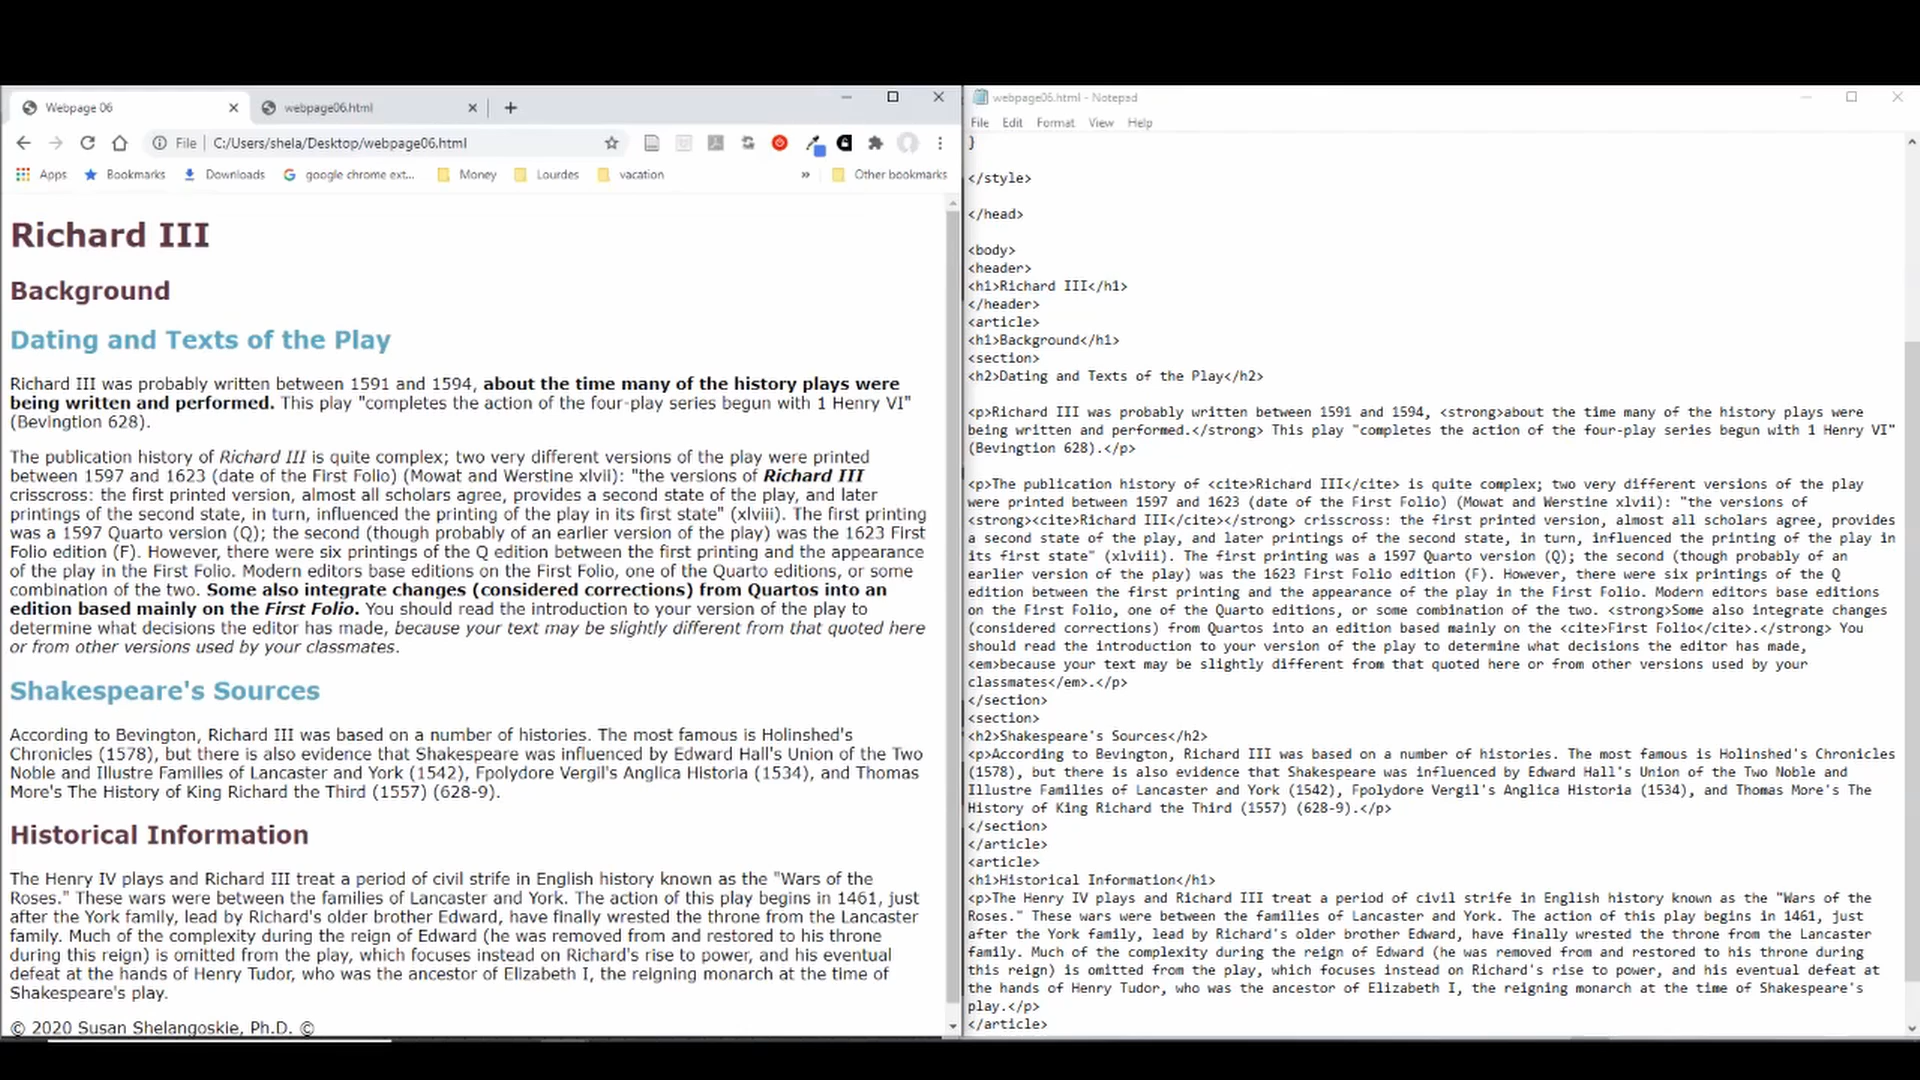 Webpage 06
webpage06.html
File C:/Users/shela/Desktop/webpage06.html
Apps Bookmarks Downloads google chrome ext... Money Lourdes vacation » Other bookmarks
Richard III
Background
Dating and Texts of the Play
Richard III was probably written between 1591 and 1594, about the time many of the history plays were
being written and performed. This play "completes the action of the four-play series begun with 1 Henry VI"
(Bevingtion 628).
The publication history of Richard III is quite complex; two very different versions of the play were printed
between 1597 and 1623 (date of the First Folio) (Mowat and Werstine xlvii): "the versions of Richard III
crisscross: the first printed version, almost all scholars agree, provides a second state of the play, and later
printings of the second state, in turn, influenced the printing of the play in its first state" (xlviii). The first printing
was a 1597 Quarto version (Q); the second (though probably of an earlier version of the play) was the 1623 First
Folio edition (F). However, there were six printings of the Q edition between the first printing and the appearance
of the play in the First Folio. Modern editors base editions on the First Folio, one of the Quarto editions, or some
combination of the two. Some also integrate changes (considered corrections) from Quartos into an
edition based mainly on the First Folio. You should read the introduction to your version of the play to
determine what decisions the editor has made, because your text may be slightly different from that quoted here
or from other versions used by your classmates.
Shakespeare's Sources
According to Bevington, Richard III was based on a number of histories. The most famous is Holinshed's
Chronicles (1578), but there is also evidence that Shakespeare was influenced by Edward Hall's Union of the Two
Noble and Illustre Families of Lancaster and York (1542), Fpolydore Vergil's Anglica Historia (1534), and Thomas
More's The History of King Richard the Third (1557) (628-9).
Historical Information
The Henry IV plays and Richard III treat a period of civil strife in English history known as the "Wars of the
Roses." These wars were between the families of Lancaster and York. The action of this play begins in 1461, just
after the York family, lead by Richard's older brother Edward, have finally wrested the throne from the Lancaster
family. Much of the complexity during the reign of Edward (he was removed from and restored to his throne
during this reign) is omitted from the play, which focuses instead on Richard's rise to power, and his eventual
defeat at the hands of Henry Tudor, who was the ancestor of Elizabeth I, the reigning monarch at the time of
Shakespeare's play.
© 2020 Susan Shelangoskie, Ph.D. ©
webpage06.html - Notepad
File Edit Format View Help
}
</style>
</head>
<body>
<header>
<h1>Richard III</h1>
</header>
<article>
<h1>Background</h1>
<section>
<h2>Dating and Texts of the Play</h2>
<p>Richard III was probably written between 1591 and 1594, <strong>about the time many of the history plays were
being written and performed.</strong> This play "completes the action of the four-play series begun with 1 Henry VI"
(Bevingtion 628).</p>
<p>The publication history of <cite>Richard III</cite> is quite complex; two very different versions of the play
were printed between 1597 and 1623 (date of the First Folio) (Mowat and Werstine xlvii): "the versions of
<strong><cite>Richard III</cite></strong> crisscross: the first printed version, almost all scholars agree, provides
a second state of the play, and later printings of the second state, in turn, influenced the printing of the play in
its first state" (xlviii). The first printing was a 1597 Quarto version (Q); the second (though probably of an
earlier version of the play) was the 1623 First Folio edition (F). However, there were six printings of the Q
edition between the first printing and the appearance of the play in the First Folio. Modern editors base editions
on the First Folio, one of the Quarto editions, or some combination of the two. <strong>Some also integrate changes
(considered corrections) from Quartos into an edition based mainly on the <cite>First Folio</cite>.</strong> You
should read the introduction to your version of the play to determine what decisions the editor has made,
<em>because your text may be slightly different from that quoted here or from other versions used by your
classmates</em>.</p>
</section>
<section>
<h2>Shakespeare's Sources</h2>
<p>According to Bevington, Richard III was based on a number of histories. The most famous is Holinshed's Chronicles
(1578), but there is also evidence that Shakespeare was influenced by Edward Hall's Union of the Two Noble and
Illustre Families of Lancaster and York (1542), Fpolydore Vergil's Anglica Historia (1534), and Thomas More's The
History of King Richard the Third (1557) (628-9).</p>
</section>
</article>
<article>
<h1>Historical Information</h1>
<p>The Henry IV plays and Richard III treat a period of civil strife in English history known as the "Wars of the
Roses." These wars were between the families of Lancaster and York. The action of this play begins in 1461, just
after the York family, lead by Richard's older brother Edward, have finally wrested the throne from the Lancaster
family. Much of the complexity during the reign of Edward (he was removed from and restored to his throne during
this reign) is omitted from the play, which focuses instead on Richard's rise to power, and his eventual defeat at
the hands of Henry Tudor, who was the ancestor of Elizabeth I, the reigning monarch at the time of Shakespeare's
play.</p>
</article>